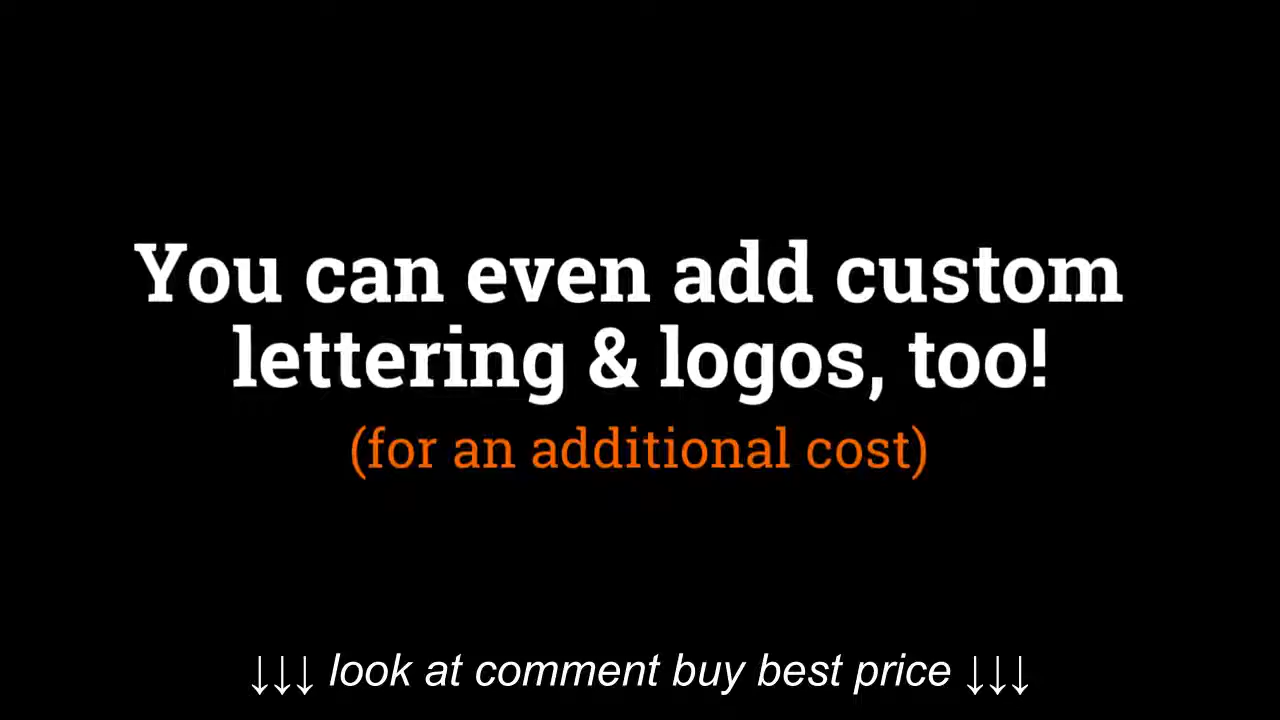 You can even add custom
lettering & logos, too!
(for an additional cost)
↓↓↓ look at comment buy best price ↓↓↓